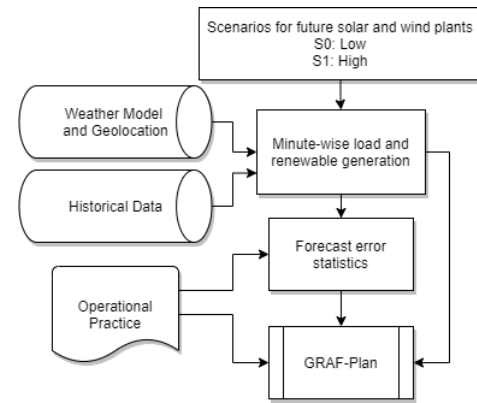 Scenarios for future solar and wind plants
S0: Low
S1: High
Weather Model
and Geolocation
Minute-wise load and
renewable generation
Historical Data
Forecast error
statistics
Operational
Practice
GRAF-Plan